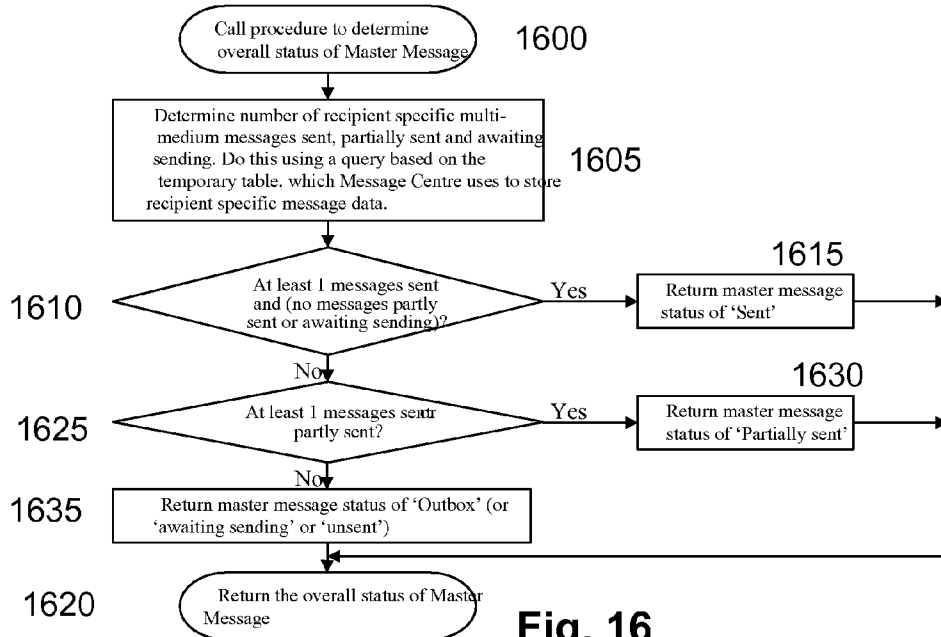 Call procedure to determine
overall status of Master Message
1600
Determine number of recipient specific multi-
medium messages sent, partially sent and awaiting
sending. Do this using a query based on the
temporary table, which Message Centre uses to store
recipient specific message data.
1605
1615
At least 1 messages sent
and (no messages partly
sent or awaiting sending)?
1610
Yes
Return master message
status of ‘Sent’
No
1630
At least 1 messages sentr
partly sent?
1625
Yes
Return master message
status of ‘Partially sent’
No
1635
Return master message status of ‘Outbox’ (or
‘awaiting sending’ or ‘unsent’)
Return the overall status of Master
Message
1620
Fig. 16